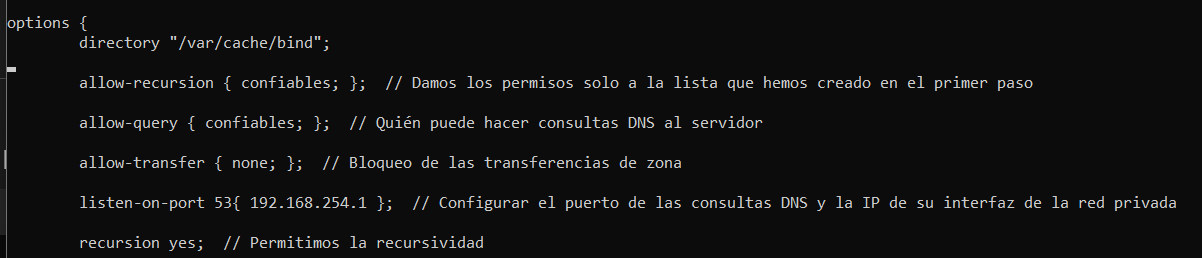 options {
directory "/var/cache/bind";
allow-recursion { confiables; };  // Damos los permisos solo a la lista que hemos creado en el primer paso
allow-query { confiables; };  // Quién puede hacer consultas DNS al servidor
allow-transfer { none; };  // Bloqueo de las transferencias de zona
listen-on-port 53{ 192.168.254.1 };  // Configurar el puerto de las consultas DNS y la IP de su interfaz de la red privada
recursion yes;  // Permitimos la recursividad